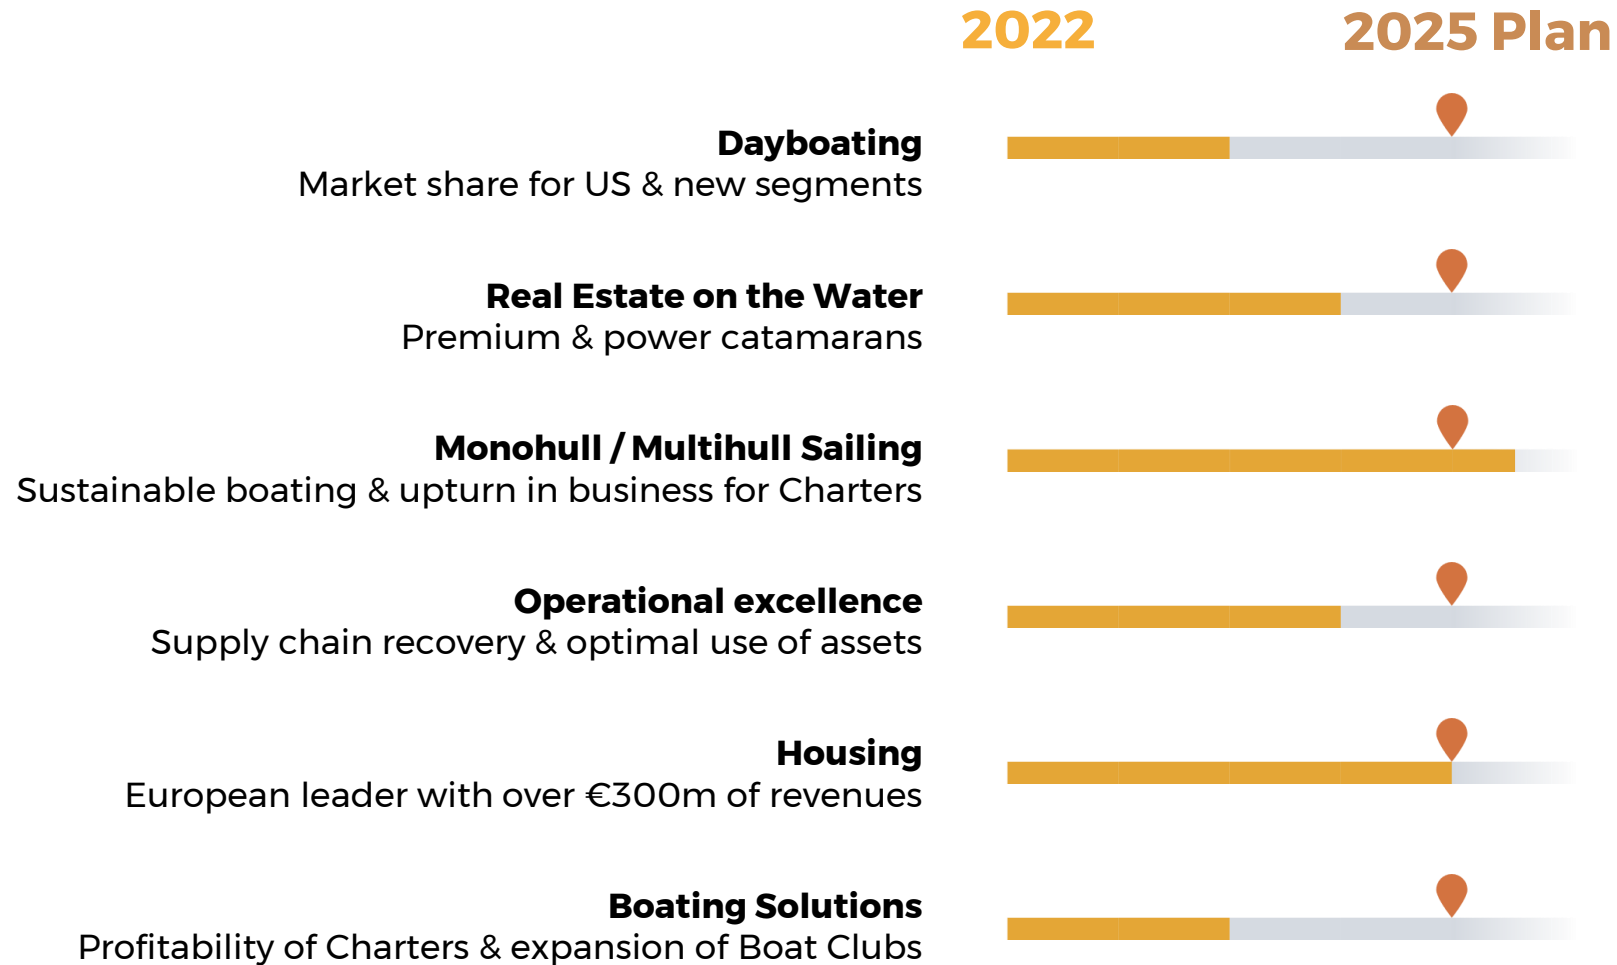 2022 2025 Plan
Dayboating
Market share for US & new segments
Real Estate on the Water
Premium & power catamarans
Monohull / Multihull Sailing
Sustainable boating & upturn in business for Charters
Operational excellence
Supply chain recovery & optimal use of assets
Housing
European leader with over €300m of revenues
Boating Solutions
Profitability of Charters & expansion of Boat Clubs